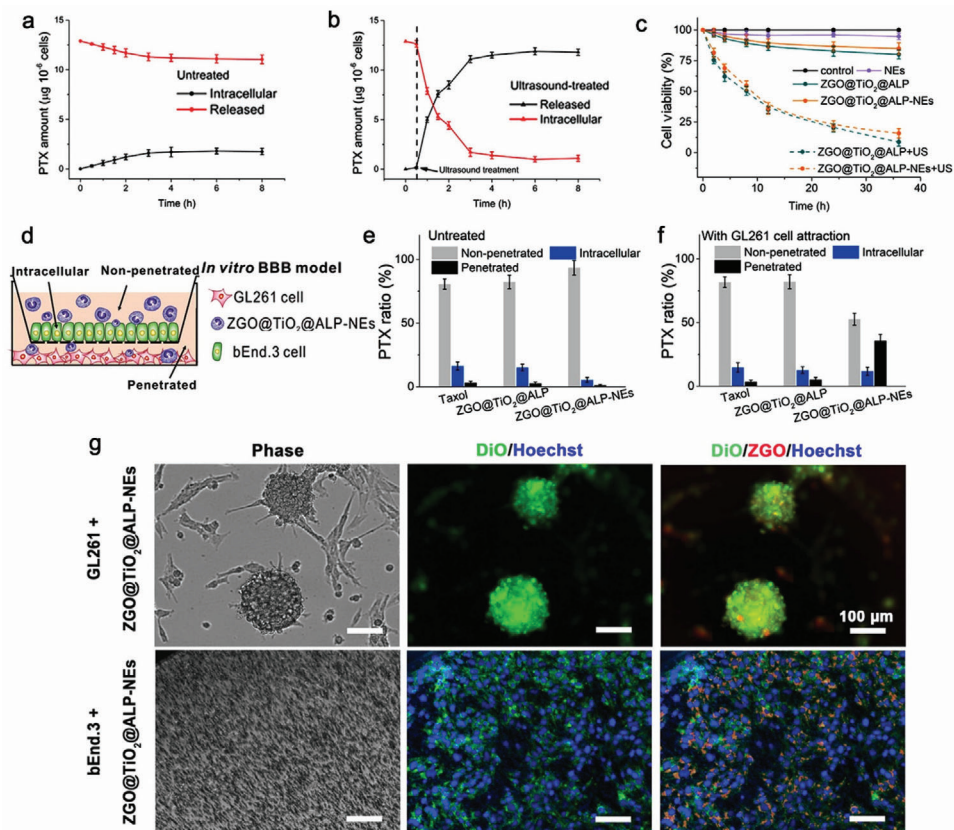 a
PTX amount (µg 10⁻⁶ cells)
15
10
5
0
Untreated
Intracellular
Released
0 2 4 6 8
Time (h)
b
PTX amount (µg 10⁻⁶ cells)
15
10
5
0
Ultrasound-treated
Released
Intracellular
Ultrasound treatment
0 2 4 6 8
Time (h)
c
Cell viability (%)
100
75
50
25
0
control NEs
ZGO@TiO₂@ALP
ZGO@TiO₂@ALP-NEs
ZGO@TiO₂@ALP+US
ZGO@TiO₂@ALP-NEs+US
0 10 20 30 40
Time (h)
d
Intracellular Non-penetrated In vitro BBB model
GL261 cell
ZGO@TiO₂@ALP-NEs
bEnd.3 cell
Penetrated
e
Untreated
Non-penetrated Intracellular
Penetrated
PTX ratio (%)
100
50
0
Taxol
ZGO@TiO₂@ALP
ZGO@TiO₂@ALP-NEs
f
With GL261 cell attraction
Non-penetrated Intracellular
Penetrated
PTX ratio (%)
100
50
0
Taxol
ZGO@TiO₂@ALP
ZGO@TiO₂@ALP-NEs
g
Phase DiO/Hoechst DiO/ZGO/Hoechst
GL261 +
ZGO@TiO₂@ALP-NEs
100 µm
bEnd.3 +
ZGO@TiO₂@ALP-NEs